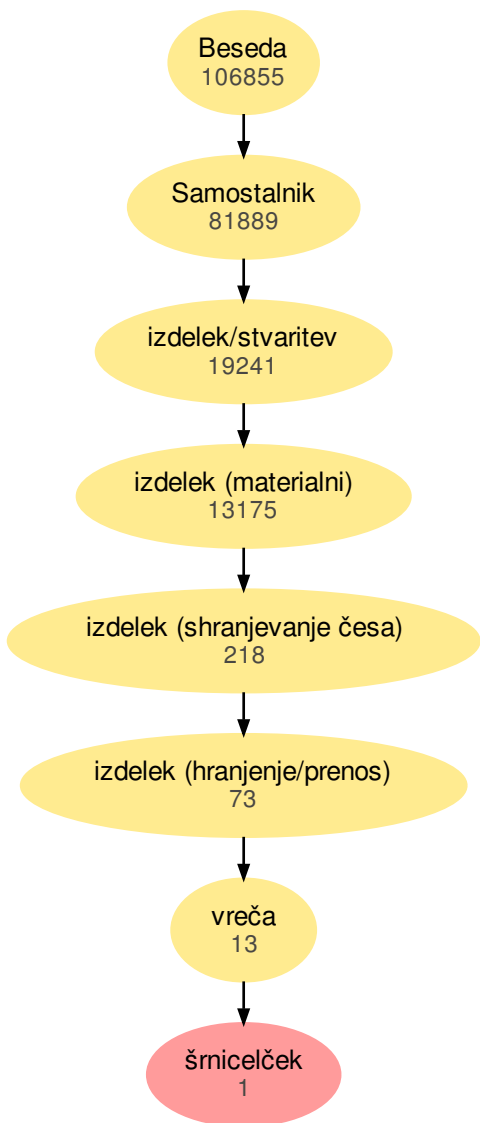 Beseda
106855
Samostalnik
81889
izdelek/stvaritev
19241
izdelek (materialni)
13175
izdelek (shranjevanje česa)
218
izdelek (hranjenje/prenos)
73
vreča
13
šrnicelček
1